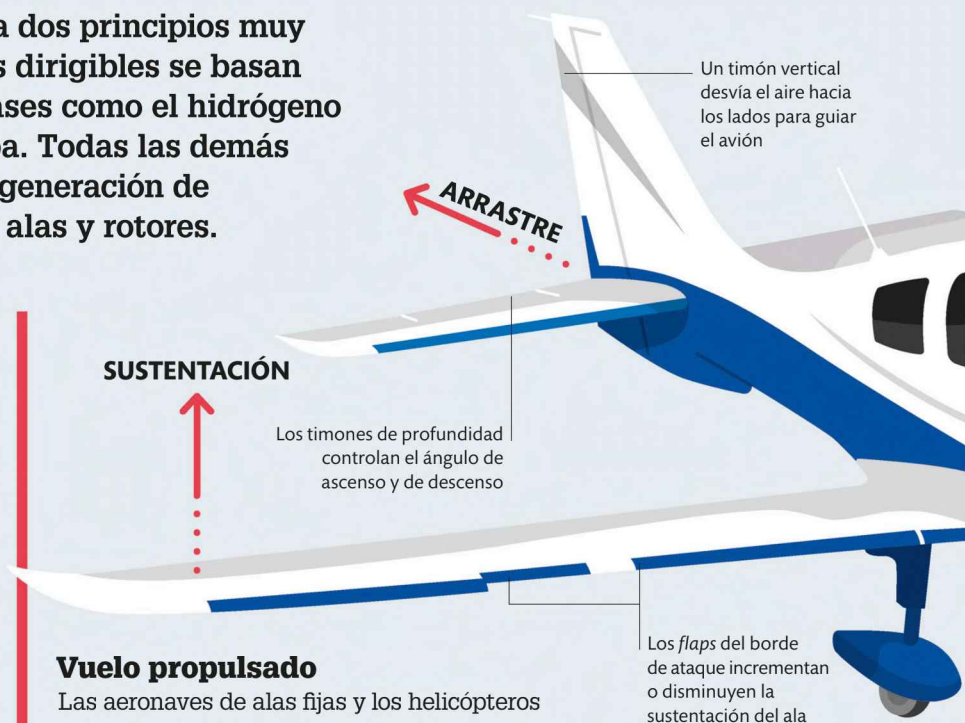 a dos principios muy
s dirigibles se basan
ases como el hidrógeno
a. Todas las demás
generación de
alas y rotores.
Un timón vertical
desvía el aire hacia
los lados para guiar
el avión
ARRASTRE
SUSTENTACIÓN
Los timones de profundidad
controlan el ángulo de
ascenso y de descenso
Los flaps del borde
de ataque incrementan
o disminuyen la
sustentación del ala
Vuelo propulsado
Las aeronaves de alas fijas y los helicópteros